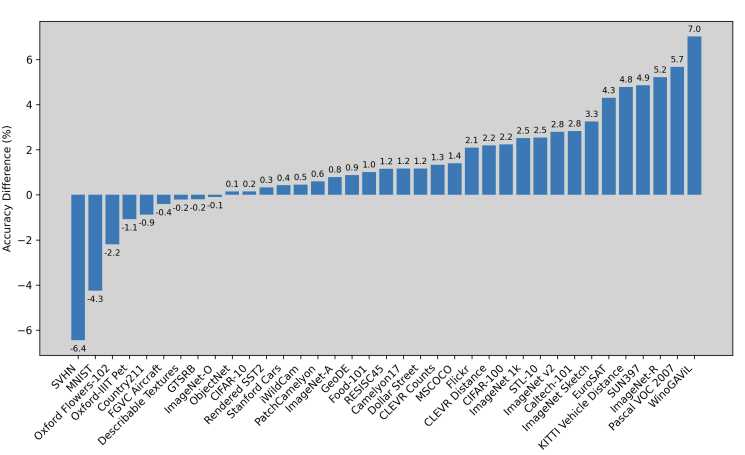 Accuracy Difference (%)
6
4
2
0
−2
−4
−6
-6.4
-4.3
-2.2
-1.1
-0.9
-0.4
-0.2
-0.2
-0.1
0.1
0.2
0.3
0.4
0.5
0.6
0.8
0.9
1.0
1.2
1.2
1.2
1.3
1.4
2.1
2.2
2.2
2.5
2.5
2.8
2.8
3.3
4.3
4.8
4.9
5.2
5.7
7.0
SVHN
MNIST
Oxford Flowers-102
Oxford-IIIT Pet
Country211
FGVC Aircraft
Describable Textures
GTSRB
ImageNet-O
ObjectNet
CIFAR-10
Rendered SST2
Stanford Cars
iWildCam
PatchCamelyon
ImageNet-A
GeoDE
Food-101
RESISC45
Camelyon17
Dollar Street
CLEVR Counts
MSCOCO
Flickr
CLEVR Distance
CIFAR-100
ImageNet 1k
STL-10
ImageNet v2
Caltech-101
ImageNet Sketch
EuroSAT
KITTI Vehicle Distance
SUN397
ImageNet-R
Pascal VOC 2007
WinoGAViL